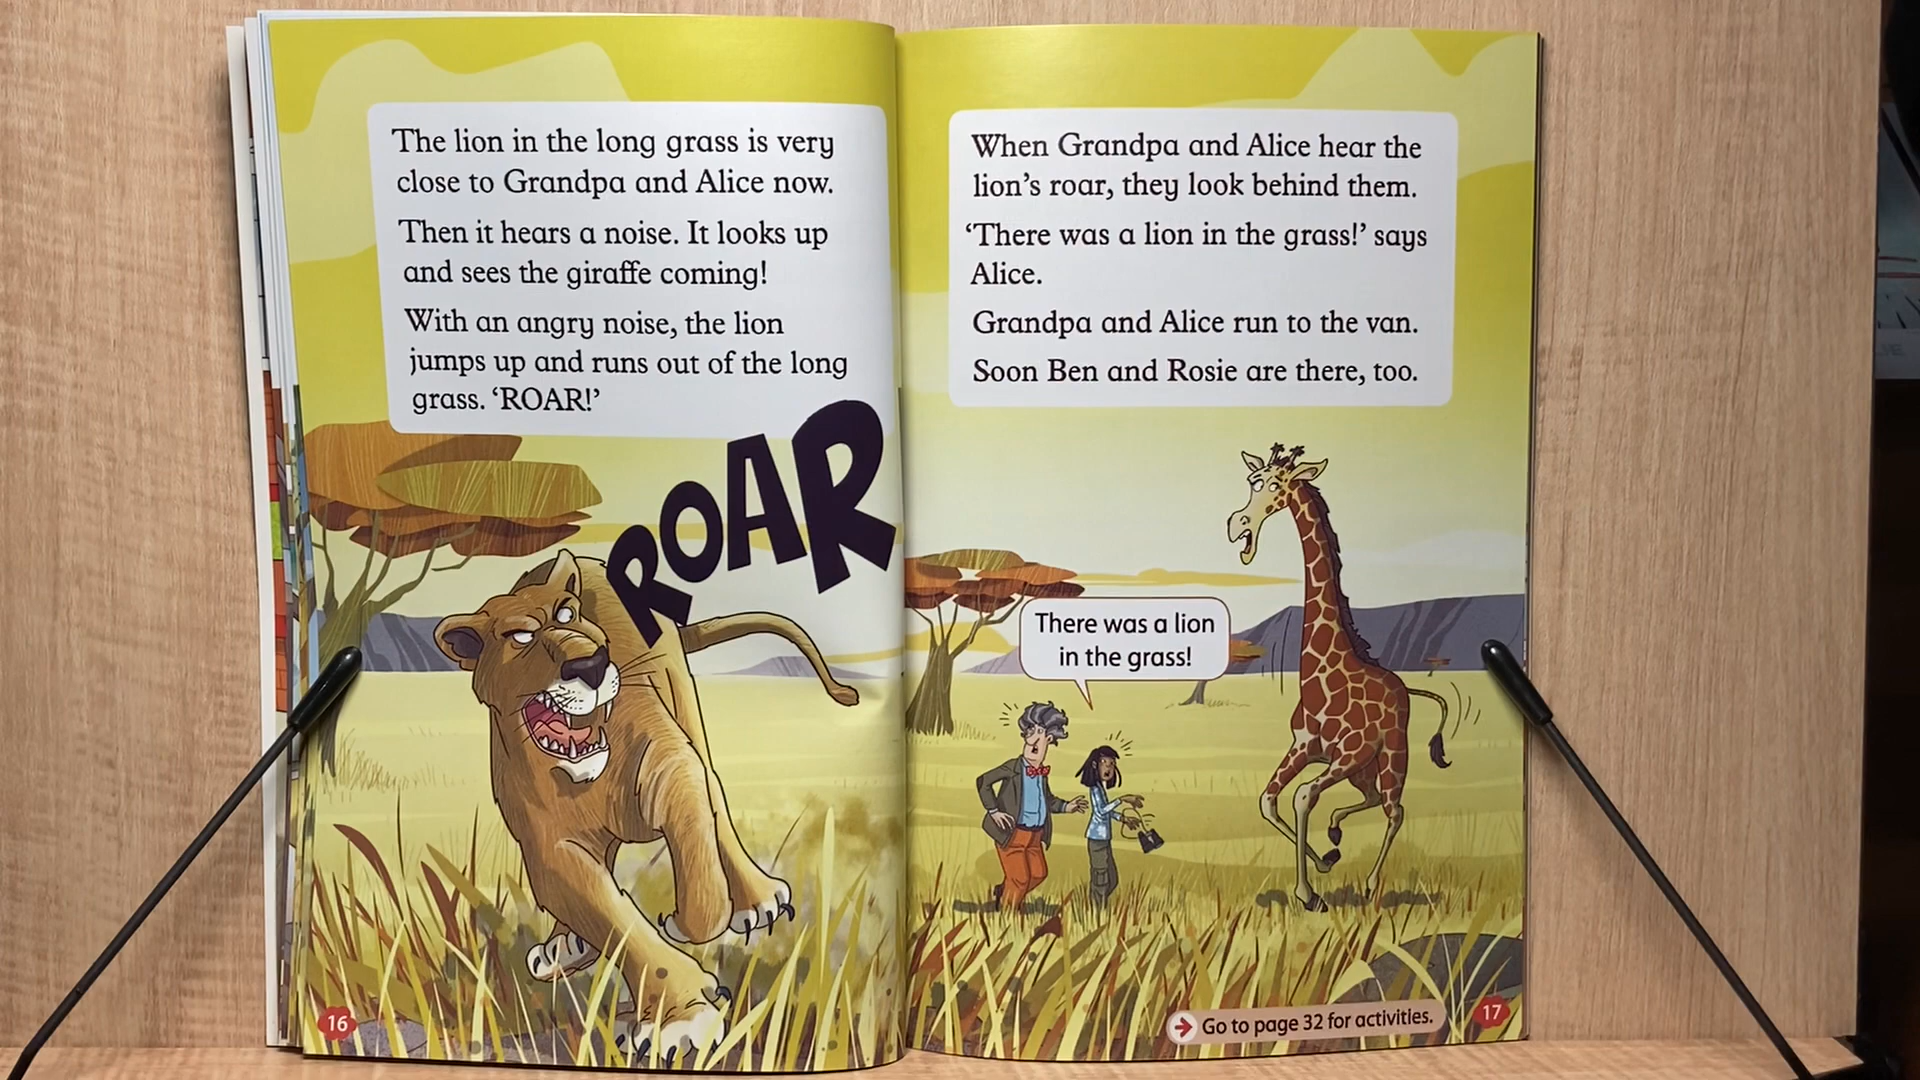 The lion in the long grass is very
close to Grandpa and Alice now.
Then it hears a noise. It looks up
and sees the giraffe coming!
With an angry noise, the lion
jumps up and runs out of the long
grass. ‘ROAR!’
ROAR
16
When Grandpa and Alice hear the
lion’s roar, they look behind them.
‘There was a lion in the grass!’ says
Alice.
Grandpa and Alice run to the van.
Soon Ben and Rosie are there, too.
There was a lion
in the grass!
Go to page 32 for activities.
17